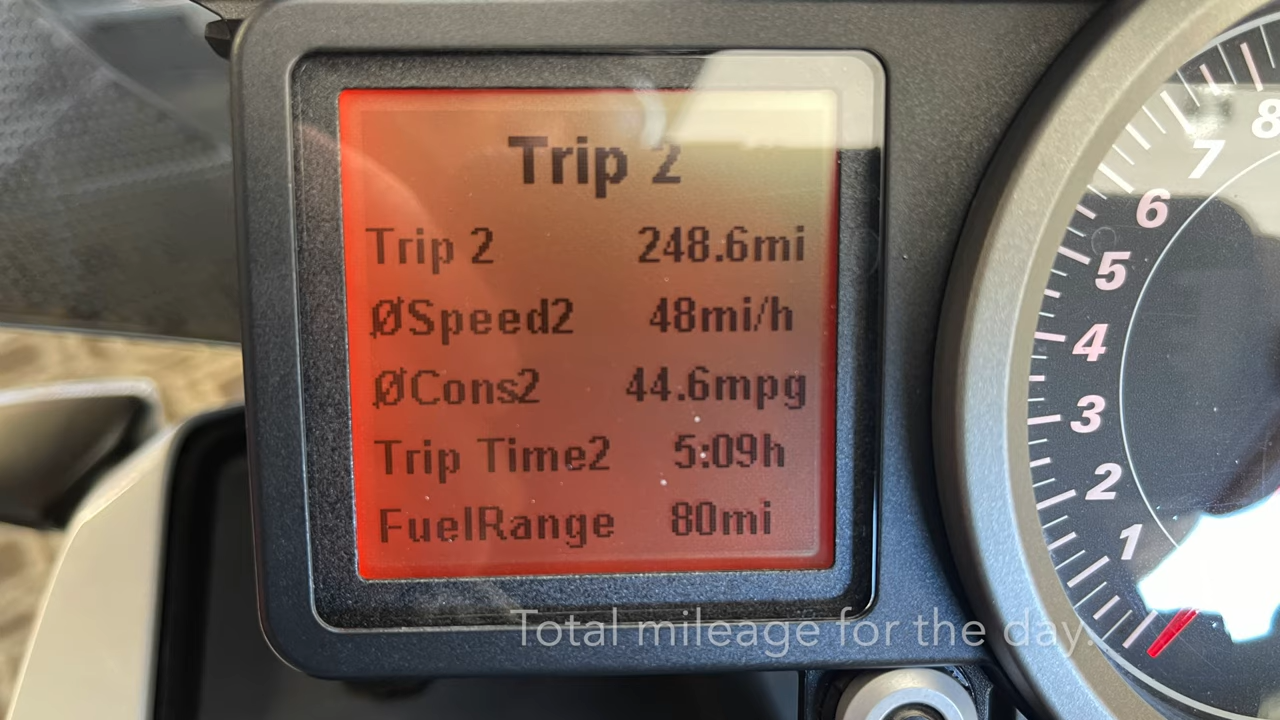 Trip 2
Trip 2 248.6mi
ØSpeed2 48mi/h
ØCons2 44.6mpg
Trip Time2 5:09h
FuelRange 80mi
8
7
6
5
4
3
2
1
Total mileage for the day.